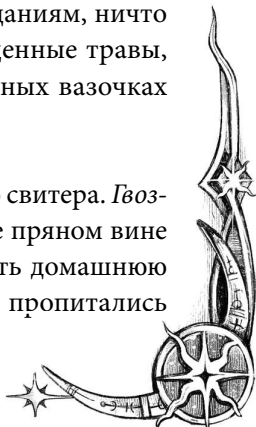 даниям, ничто
денные травы,
ных вазочках
свитера. Гвоз-
е пряном вине
ть домашнюю
пропитались